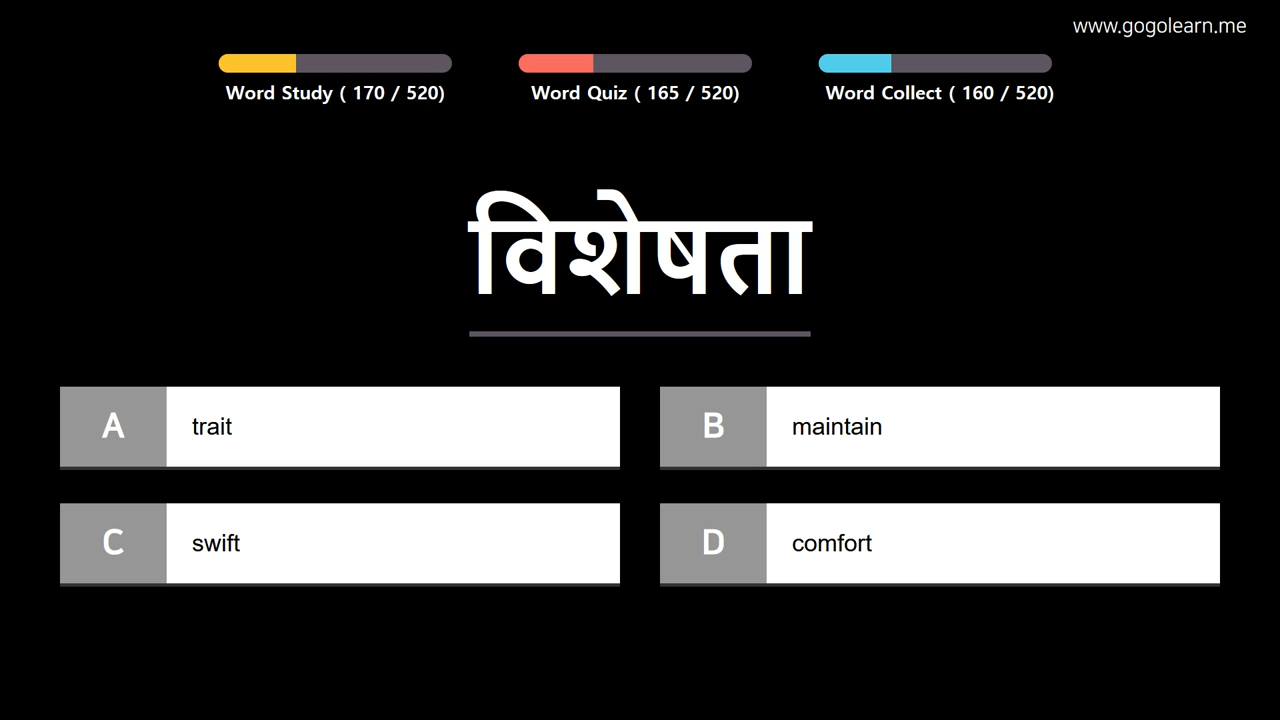 www.gogolearn.me
Word Study ( 170 / 520)
Word Quiz ( 165 / 520)
Word Collect ( 160 / 520)
विशेषता
A trait
B maintain
C swift
D comfort